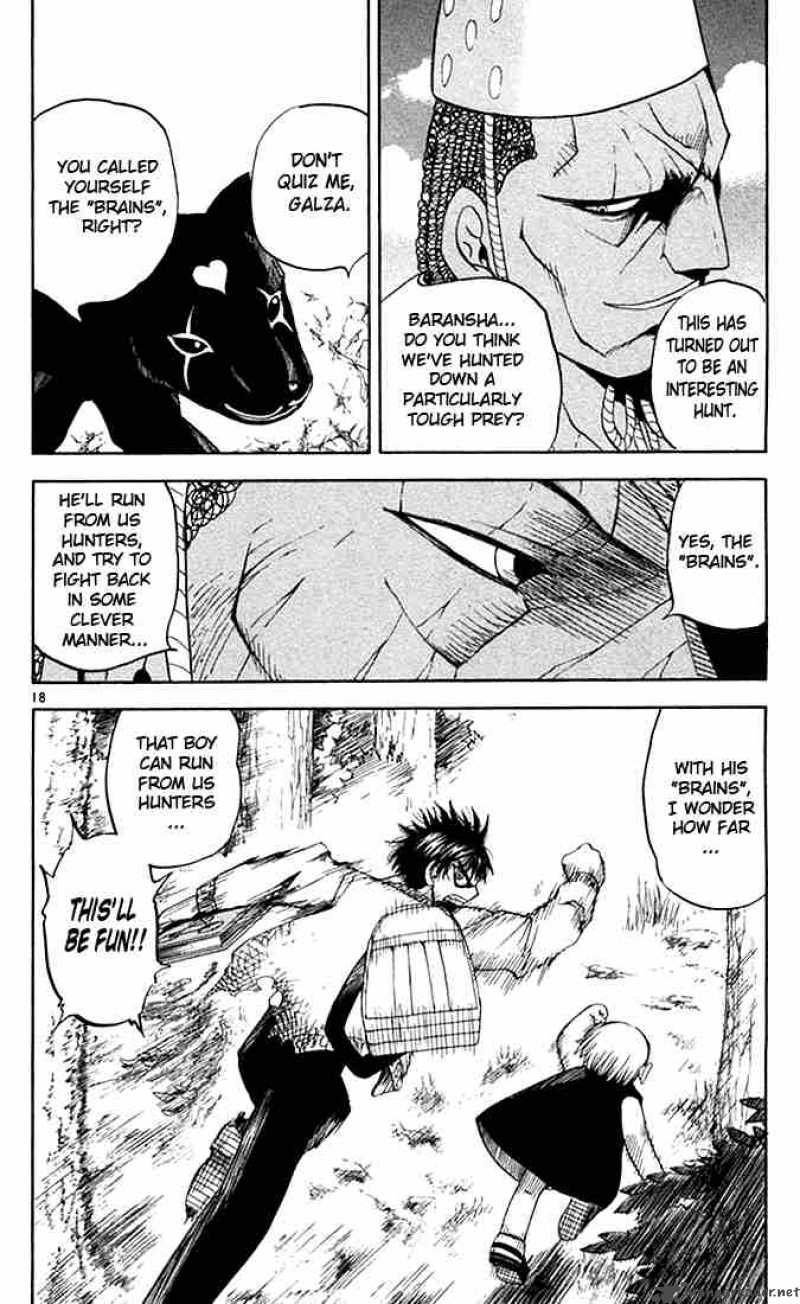 THIS HAS
TURNED OUT
TO BE AN
INTERESTING
HUNT.
BARANSHA...
DO YOU THINK
WE'VE HUNTED
DOWN A
PARTICULARLY
TOUGH PREY?
DON'T
QUIZ ME,
GALZA.
YOU CALLED
YOURSELF
THE "BRAINS",
RIGHT?
YES, THE
"BRAINS".
HE'LL RUN
FROM US
HUNTERS,
AND TRY TO
FIGHT BACK
IN SOME
CLEVER
MANNER...
18
WITH HIS
"BRAINS",
I WONDER
HOW FAR
...
THAT BOY
CAN RUN
FROM US
HUNTERS
...
THIS'LL
BE FUN!!